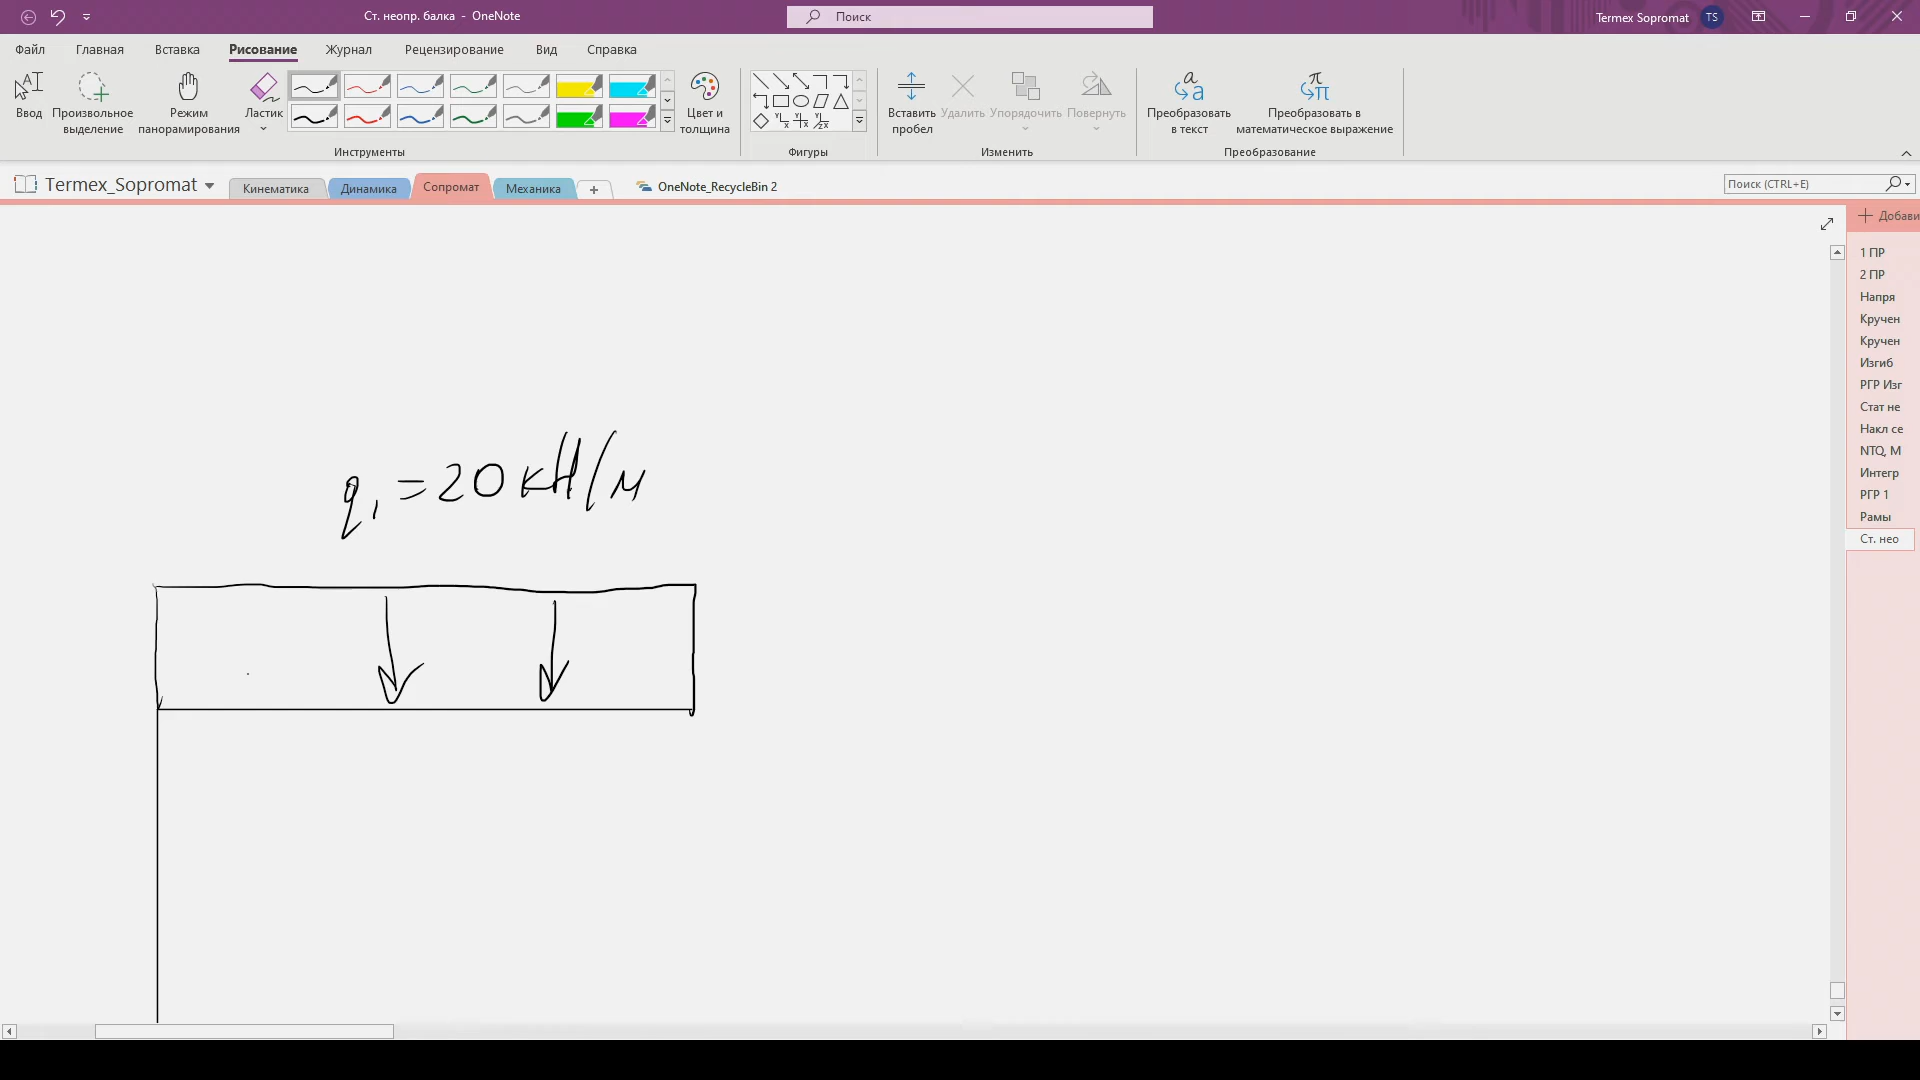 Ст. неопр. балка - OneNote
Поиск
Termex Sopromat
TS
Файл Главная Вставка Рисование Журнал Рецензирование Вид Справка
Ввод
Произвольное выделение
Режим панорамирования
Ластик
Цвет и толщина
Вставить пробел
Удалить
Упорядочить
Повернуть
Преобразовать в текст
Преобразовать в математическое выражение
Инструменты
Фигуры
Изменить
Преобразование
Termex_Sopromat
Кинематика
Динамика
Сопромат
Механика
OneNote_RecycleBin 2
Поиск (CTRL+E)
Добави
1 ПР
2 ПР
Напря
Кручен
Кручен
Изгиб
РГР Изг
Стат не
Накл се
NTQ, M
Интегр
РГР 1
Рамы
Ст. нео
q₁ = 20 кН/м